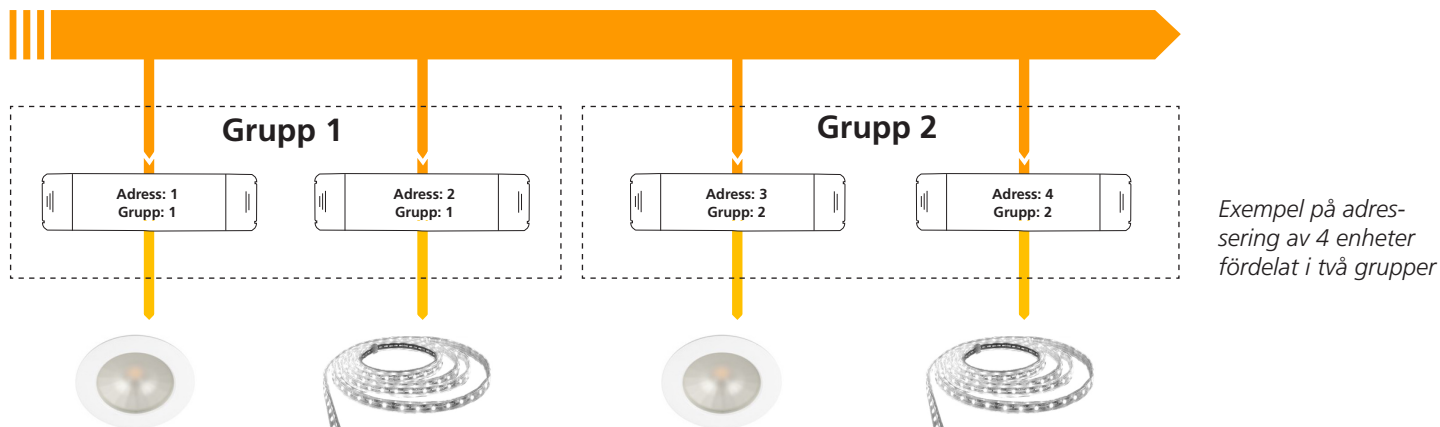 Grupp 1
Grupp 2
Adress: 1
Grupp: 1
Adress: 2
Grupp: 1
Adress: 3
Grupp: 2
Adress: 4
Grupp: 2
Exempel på adres-
sering av 4 enheter
fördelat i två grupper